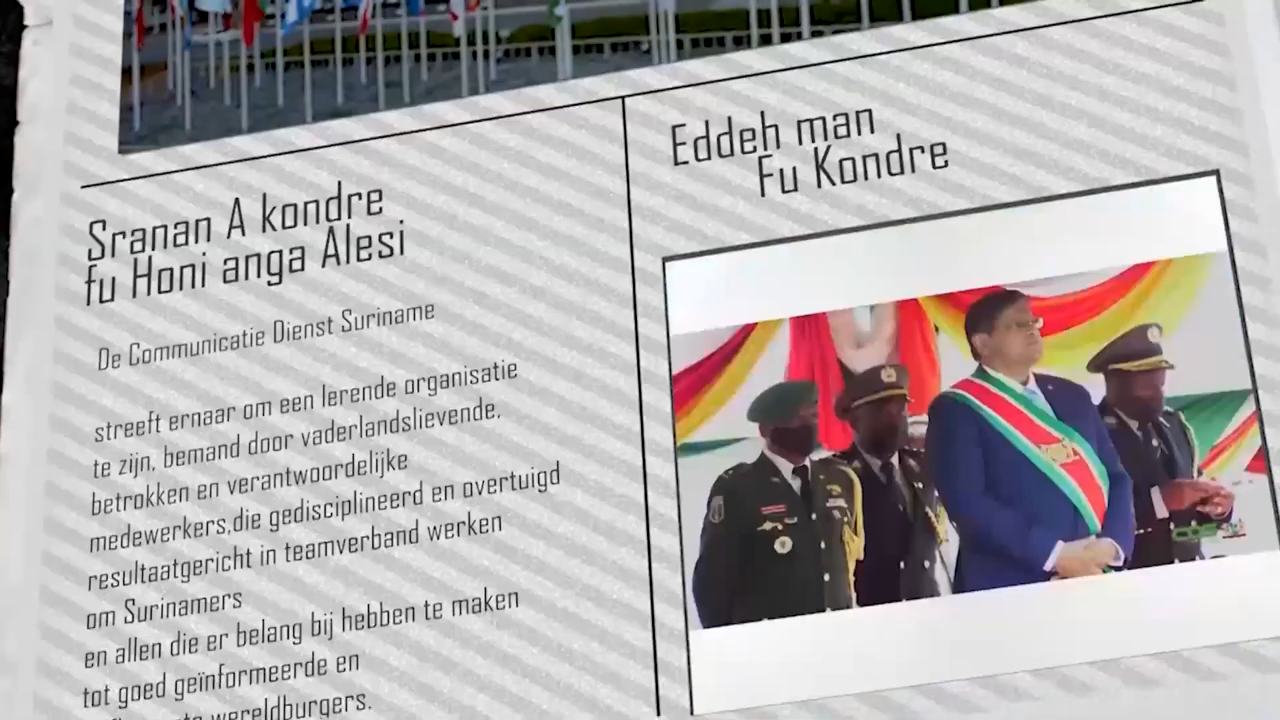 Sranan A kondre
fu Honi anga Alesi
De Communicatie Dienst Suriname
streeft ernaar om een lerende organisatie
te zijn, bemand door vaderlandslievende,
betrokken en verantwoordelijke
medewerkers,die gedisciplineerd en overtuigd
resultaatgericht in teamverband werken
om Surinamers
en allen die er belang bij hebben te maken
tot goed geïnformeerde en
wereldburgers.
Eddeh man
Fu Kondre